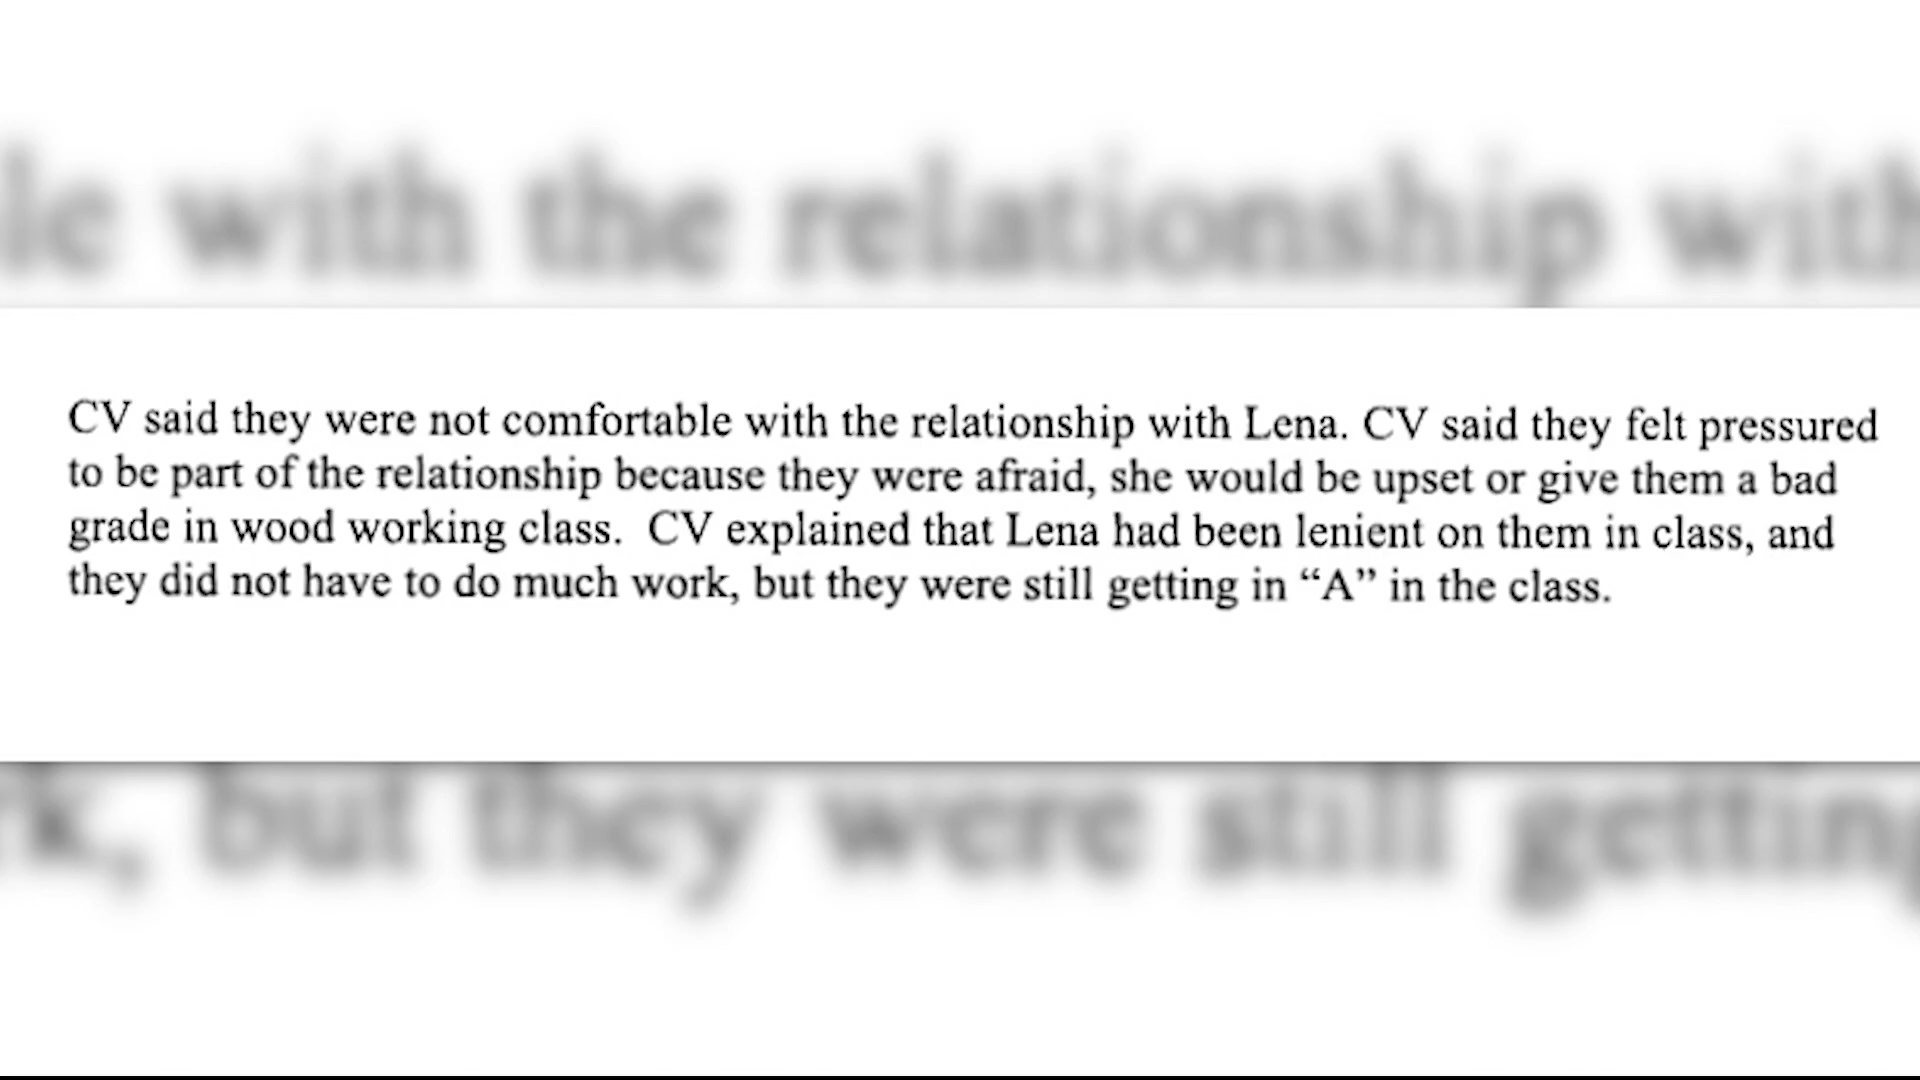 le with the relationship with
CV said they were not comfortable with the relationship with Lena. CV said they felt pressured
to be part of the relationship because they were afraid, she would be upset or give them a bad
grade in wood working class.  CV explained that Lena had been lenient on them in class, and
they did not have to do much work, but they were still getting in “A” in the class.
rk, but they were still getting